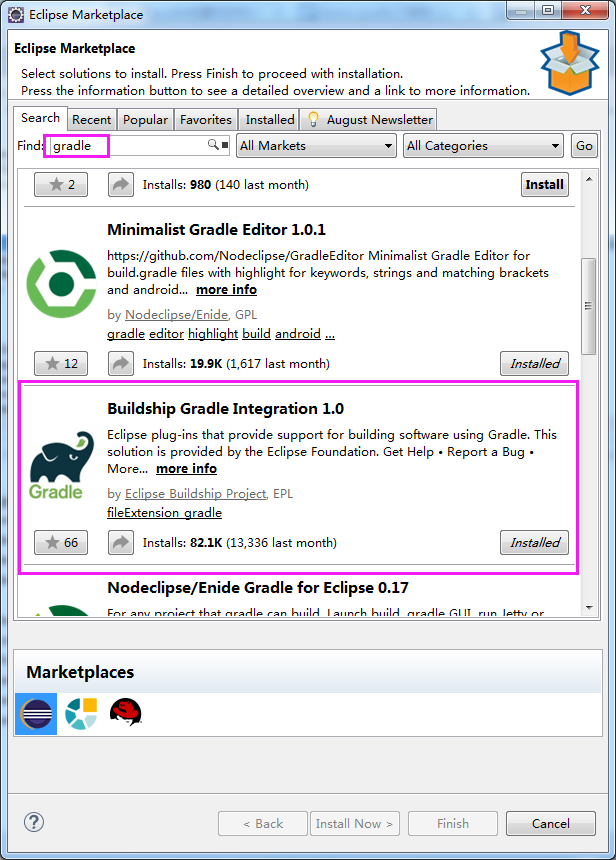 Eclipse Marketplace
Eclipse Marketplace
Select solutions to install. Press Finish to proceed with installation.
Press the information button to see a detailed overview and a link to more information.
Search Recent Popular Favorites Installed August Newsletter
Find: gradle All Markets All Categories Go
2 Installs: 980 (140 last month) Install
Minimalist Gradle Editor 1.0.1
https://github.com/Nodeclipse/GradleEditor Minimalist Gradle Editor for
build.gradle files with highlight for keywords, strings and matching brackets
and android... more info
by Nodeclipse/Enide, GPL
gradle editor highlight build android ...
12 Installs: 19.9K (1,617 last month) Installed
Buildship Gradle Integration 1.0
Eclipse plug-ins that provide support for building software using Gradle. This
solution is provided by the Eclipse Foundation. Get Help • Report a Bug •
More... more info
Gradle
by Eclipse Buildship Project, EPL
fileExtension_gradle
66 Installs: 82.1K (13,336 last month) Installed
Nodeclipse/Enide Gradle for Eclipse 0.17
For any project that gradle can build. Launch build, gradle GUI, run Jetty or
Marketplaces
? < Back Install Now > Finish Cancel